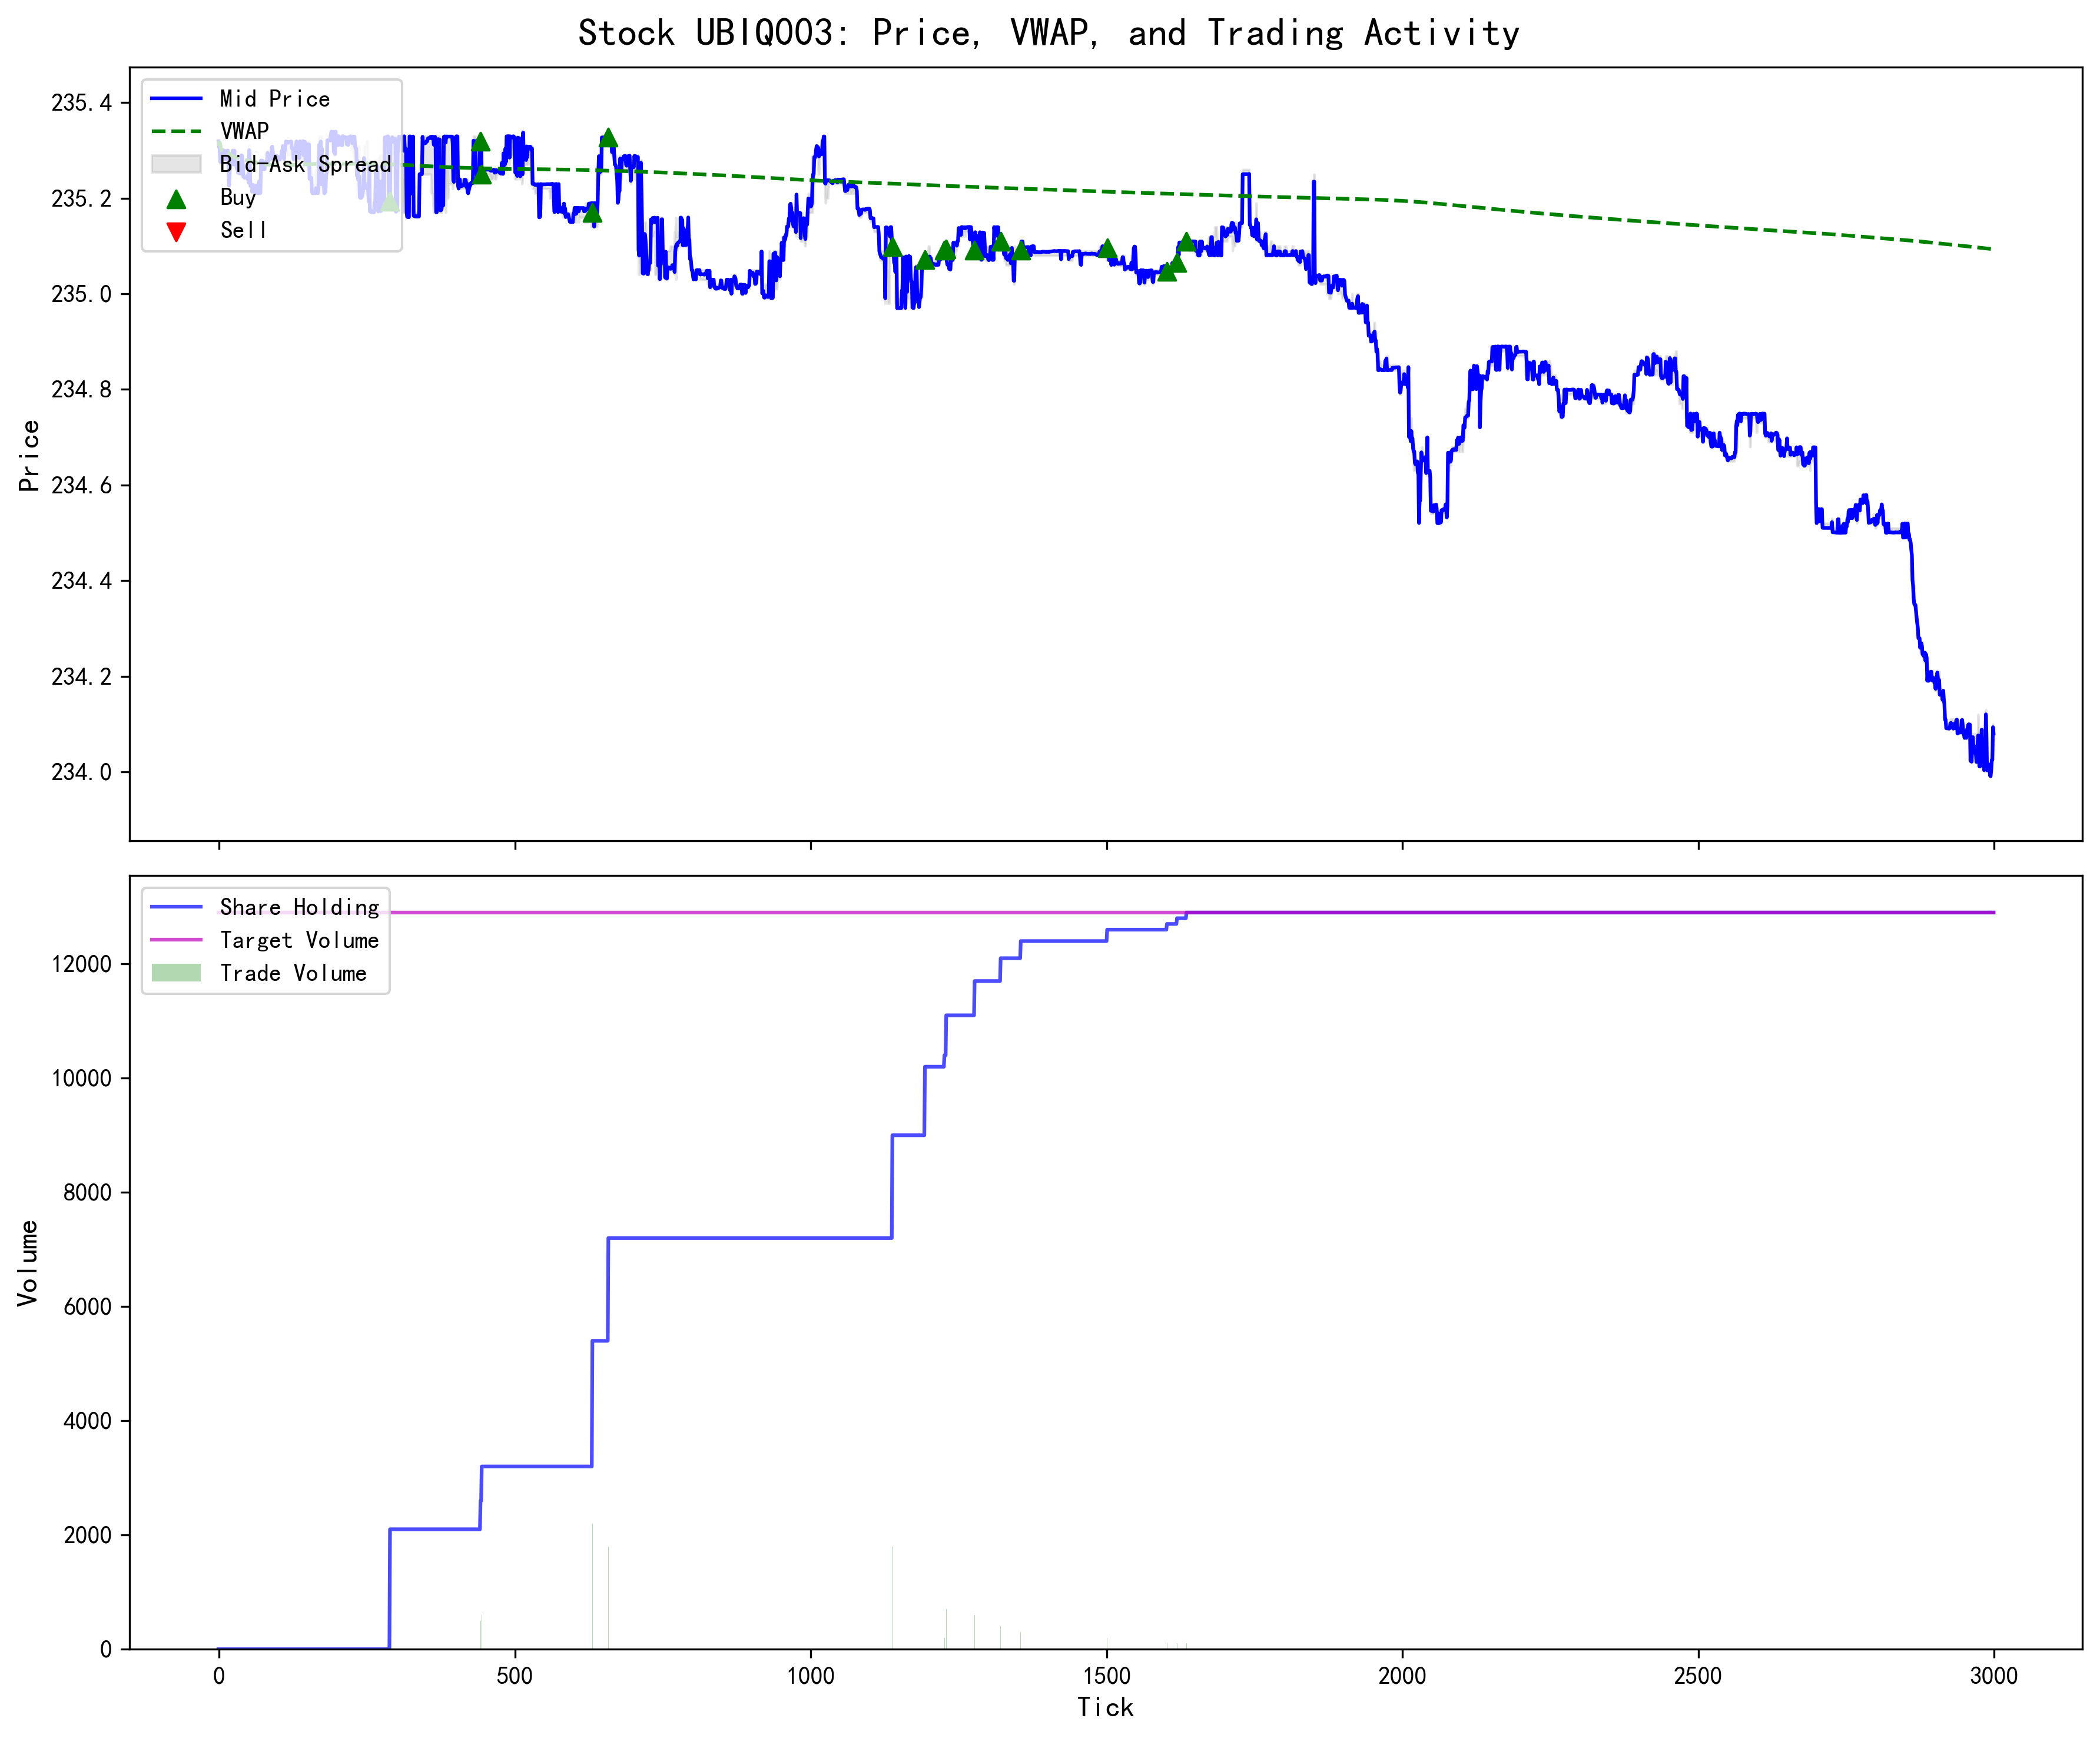 Stock UBIQ003: Price, VWAP, and Trading Activity
Mid Price
VWAP
Bid-Ask Spread
Buy
Sell
Price
235.4
235.2
235.0
234.8
234.6
234.4
234.2
234.0
Share Holding
Target Volume
Trade Volume
Volume
12000
10000
8000
6000
4000
2000
0
0 500 1000 1500 2000 2500 3000
Tick